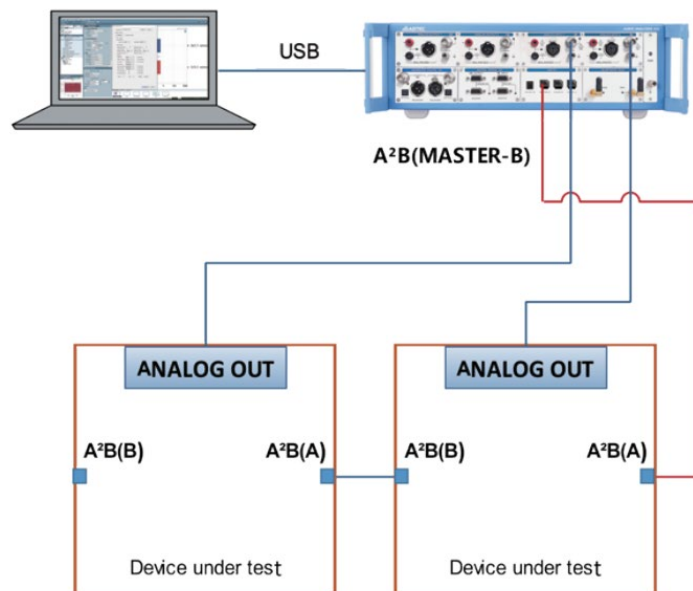 USB
A²B(MASTER-B)
ANALOG OUT
ANALOG OUT
A²B(B)
A²B(A)
A²B(B)
A²B(A)
Device under test
Device under test